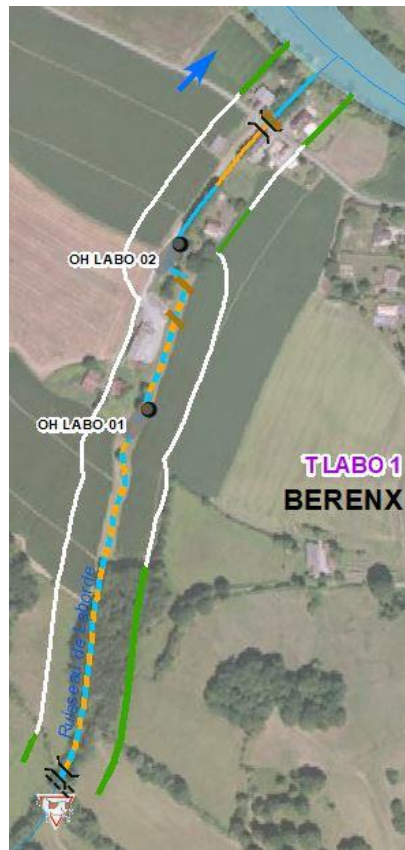 OH LABO 02
OH LABO 01
T LABO 1
BERENX
Ruisseau de Laborde